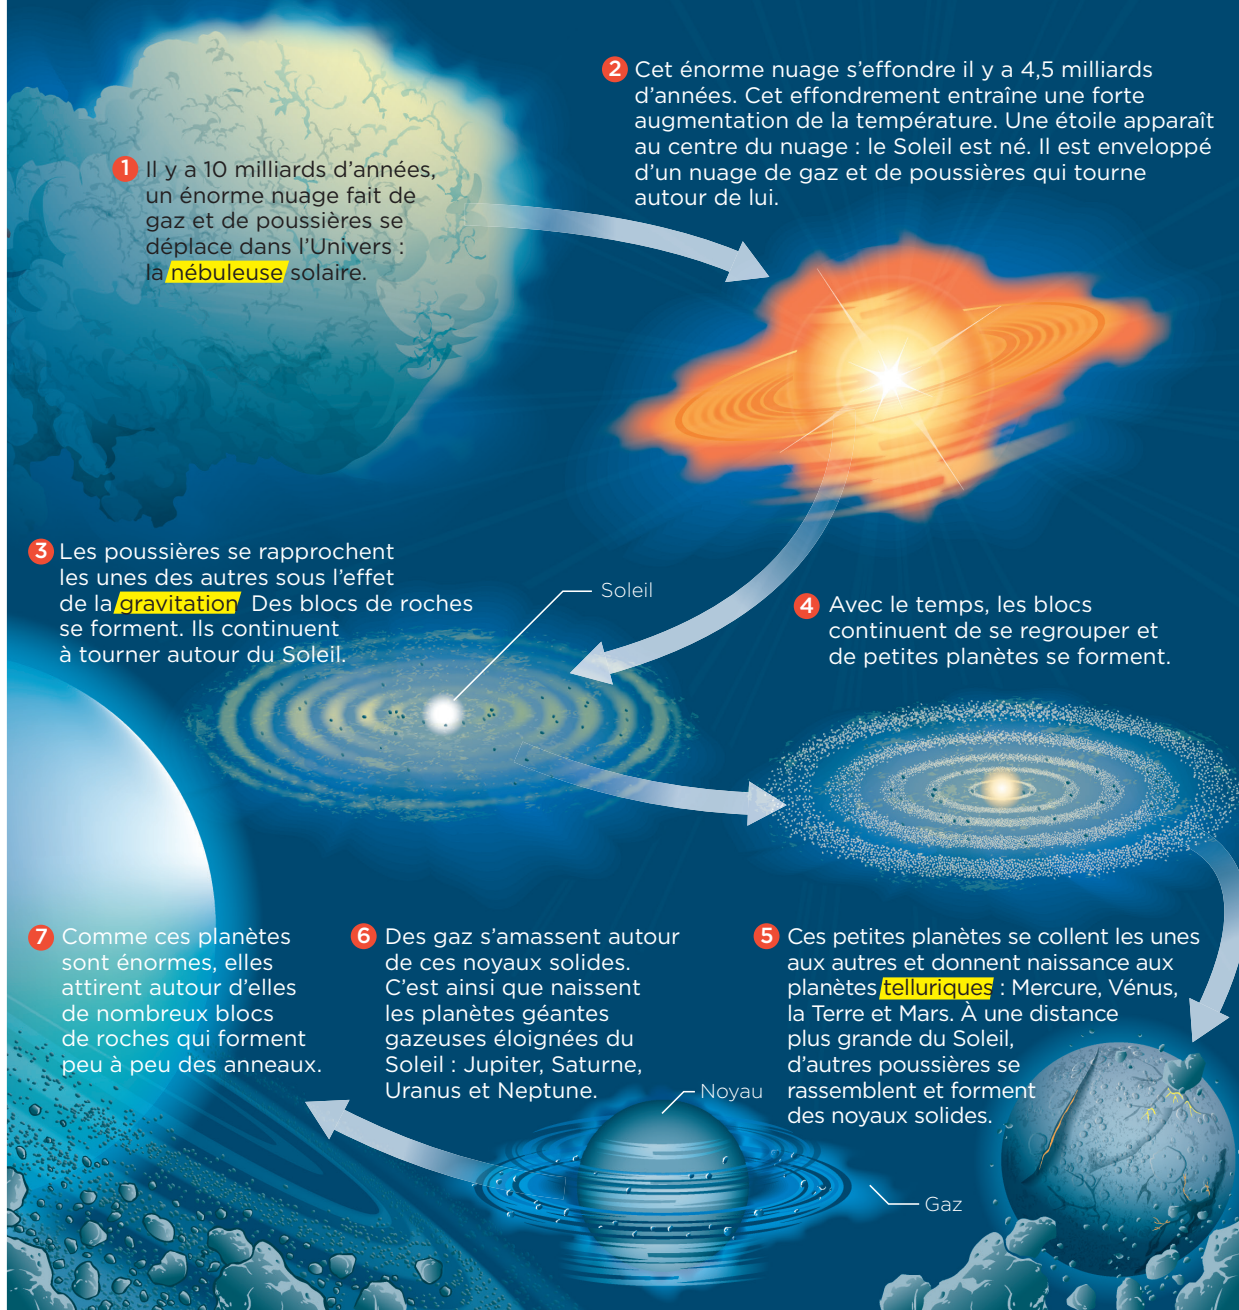 1 Il y a 10 milliards d’années,
un énorme nuage fait de
gaz et de poussières se
déplace dans l’Univers :
la nébuleuse solaire.
2 Cet énorme nuage s’effondre il y a 4,5 milliards
d’années. Cet effondrement entraîne une forte
augmentation de la température. Une étoile apparaît
au centre du nuage : le Soleil est né. Il est enveloppé
d’un nuage de gaz et de poussières qui tourne
autour de lui.
3 Les poussières se rapprochent
les unes des autres sous l’effet
de la gravitation Des blocs de roches
se forment. Ils continuent
à tourner autour du Soleil.
Soleil
4 Avec le temps, les blocs
continuent de se regrouper et
de petites planètes se forment.
5 Ces petites planètes se collent les unes
aux autres et donnent naissance aux
planètes telluriques : Mercure, Vénus,
la Terre et Mars. À une distance
plus grande du Soleil,
d’autres poussières se
rassemblent et forment
des noyaux solides.
6 Des gaz s’amassent autour
de ces noyaux solides.
C’est ainsi que naissent
les planètes géantes
gazeuses éloignées du
Soleil : Jupiter, Saturne,
Uranus et Neptune.
Noyau
Gaz
7 Comme ces planètes
sont énormes, elles
attirent autour d’elles
de nombreux blocs
de roches qui forment
peu à peu des anneaux.